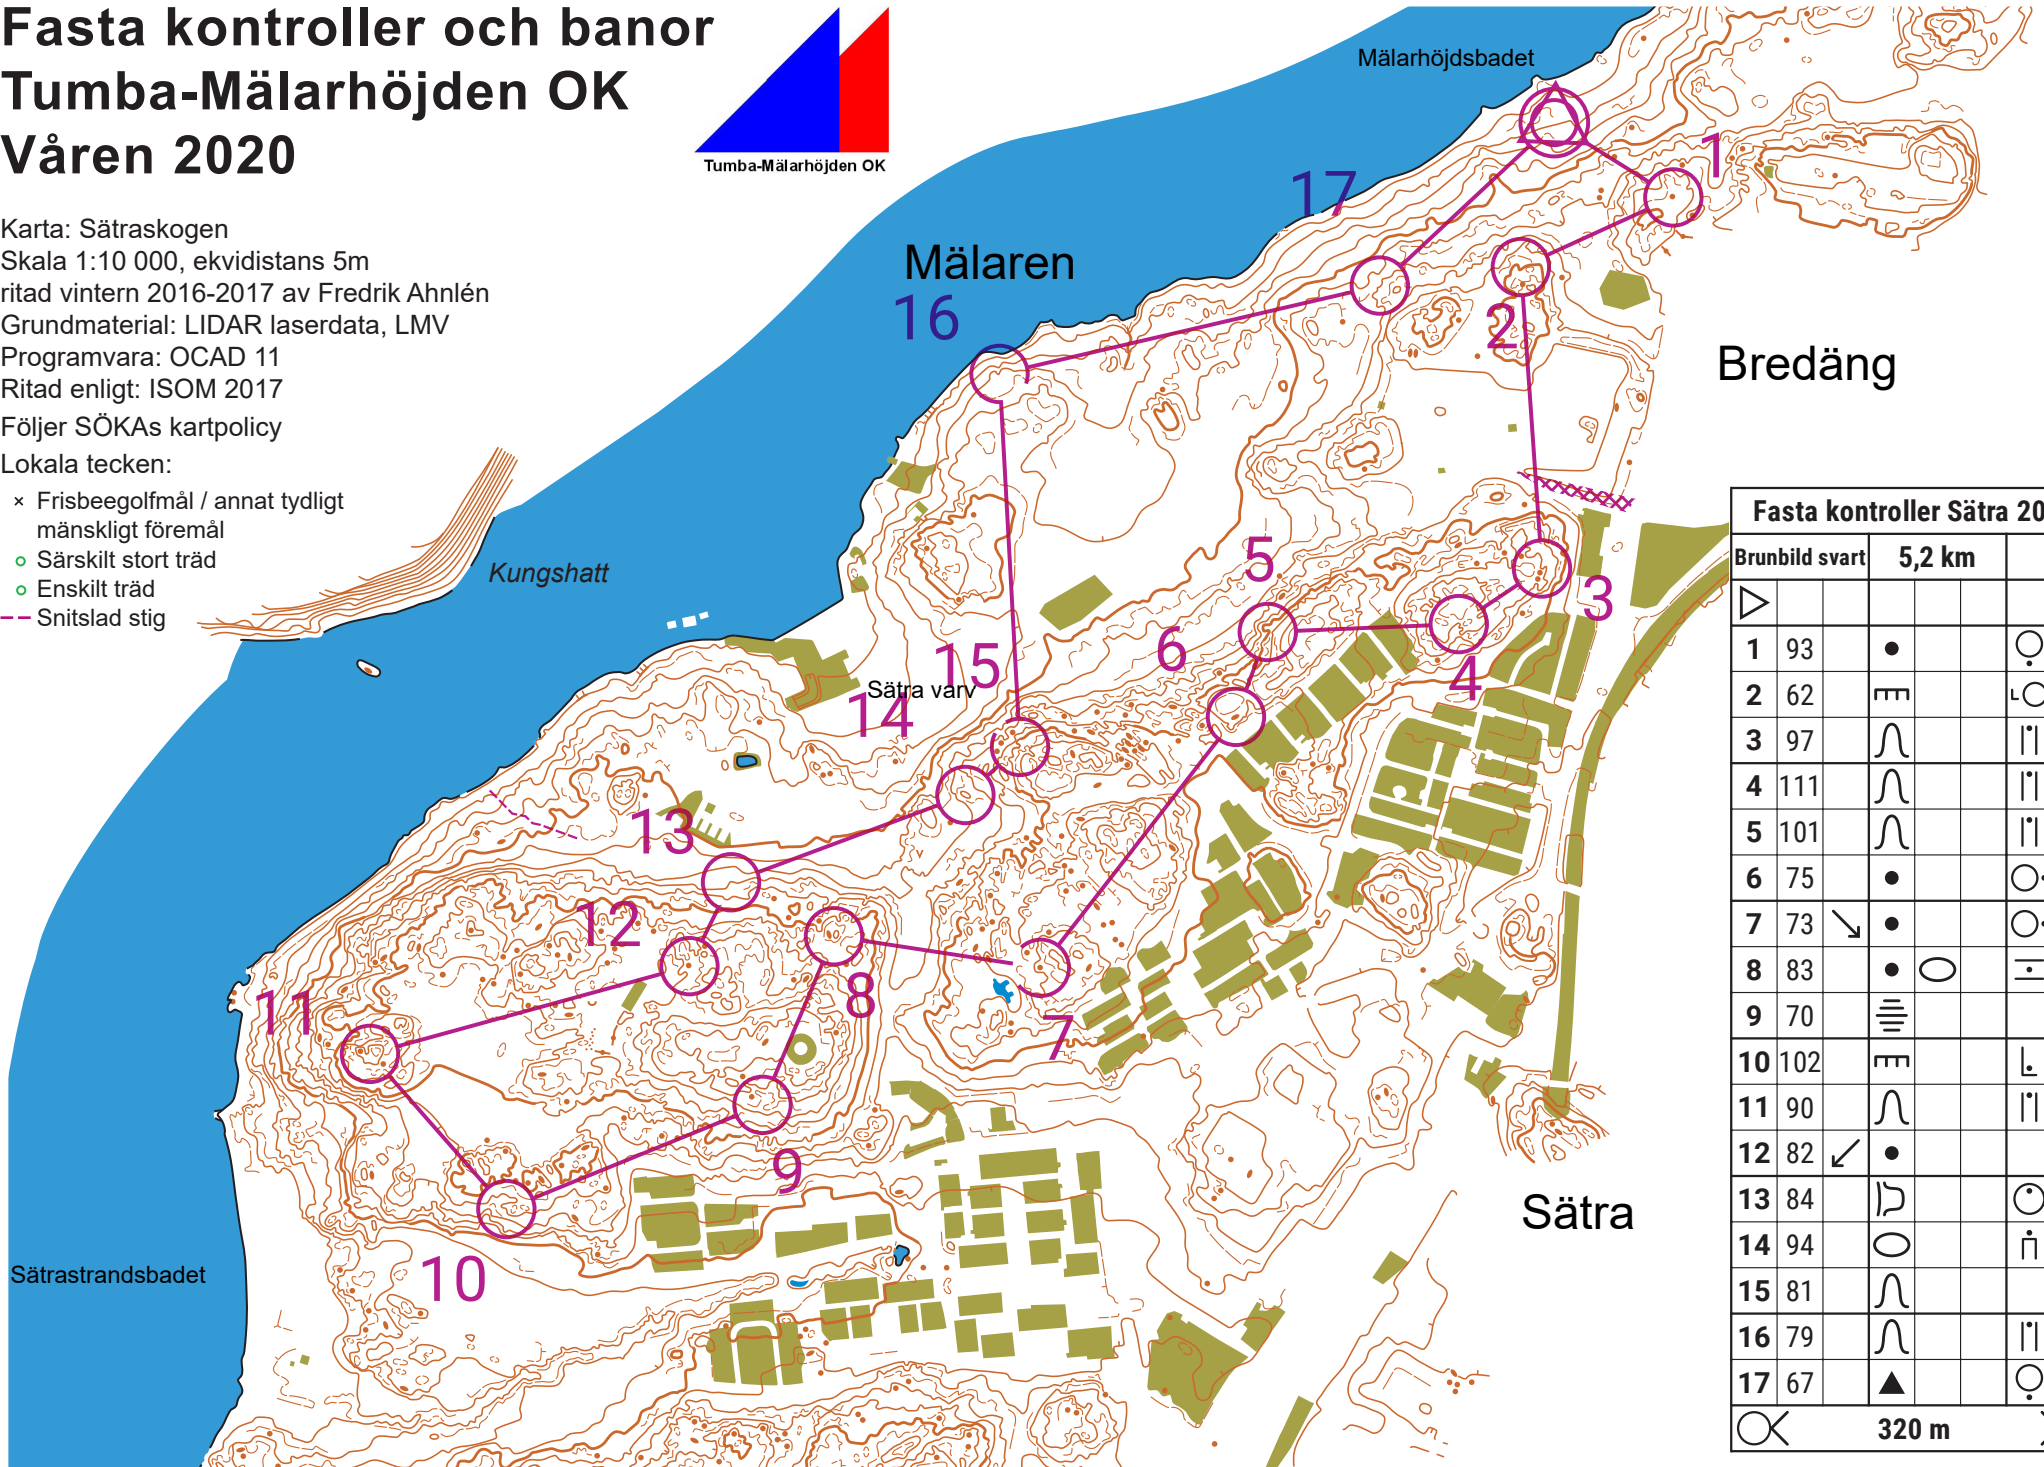 Fasta kontroller och banor
Tumba-Mälarhöjden OK
Våren 2020
Tumba-Mälarhöjden OK
Karta: Sätraskogen
Skala 1:10 000, ekvidistans 5m
ritad vintern 2016-2017 av Fredrik Ahnlén
Grundmaterial: LIDAR laserdata, LMV
Programvara: OCAD 11
Ritad enligt: ISOM 2017
Följer SÖKAs kartpolicy
Lokala tecken:
× Frisbeegolfmål / annat tydligt
mänskligt föremål
Särskilt stort träd
Enskilt träd
Snitslad stig
Mälarhöjdsbadet
1
17
Mälaren
16
2
Bredäng
Kungshatt
5
3
6
15
4
Sätra varv
14
13
12
8
11
7
9
Sätra
10
Sätrastrandsbadet
Fasta kontroller Sätra 20
Brunbild svart 5,2 km
1 93
2 62
3 97
4 111
5 101
6 75
7 73
8 83
9 70
10 102
11 90
12 82
13 84
14 94
15 81
16 79
17 67
320 m